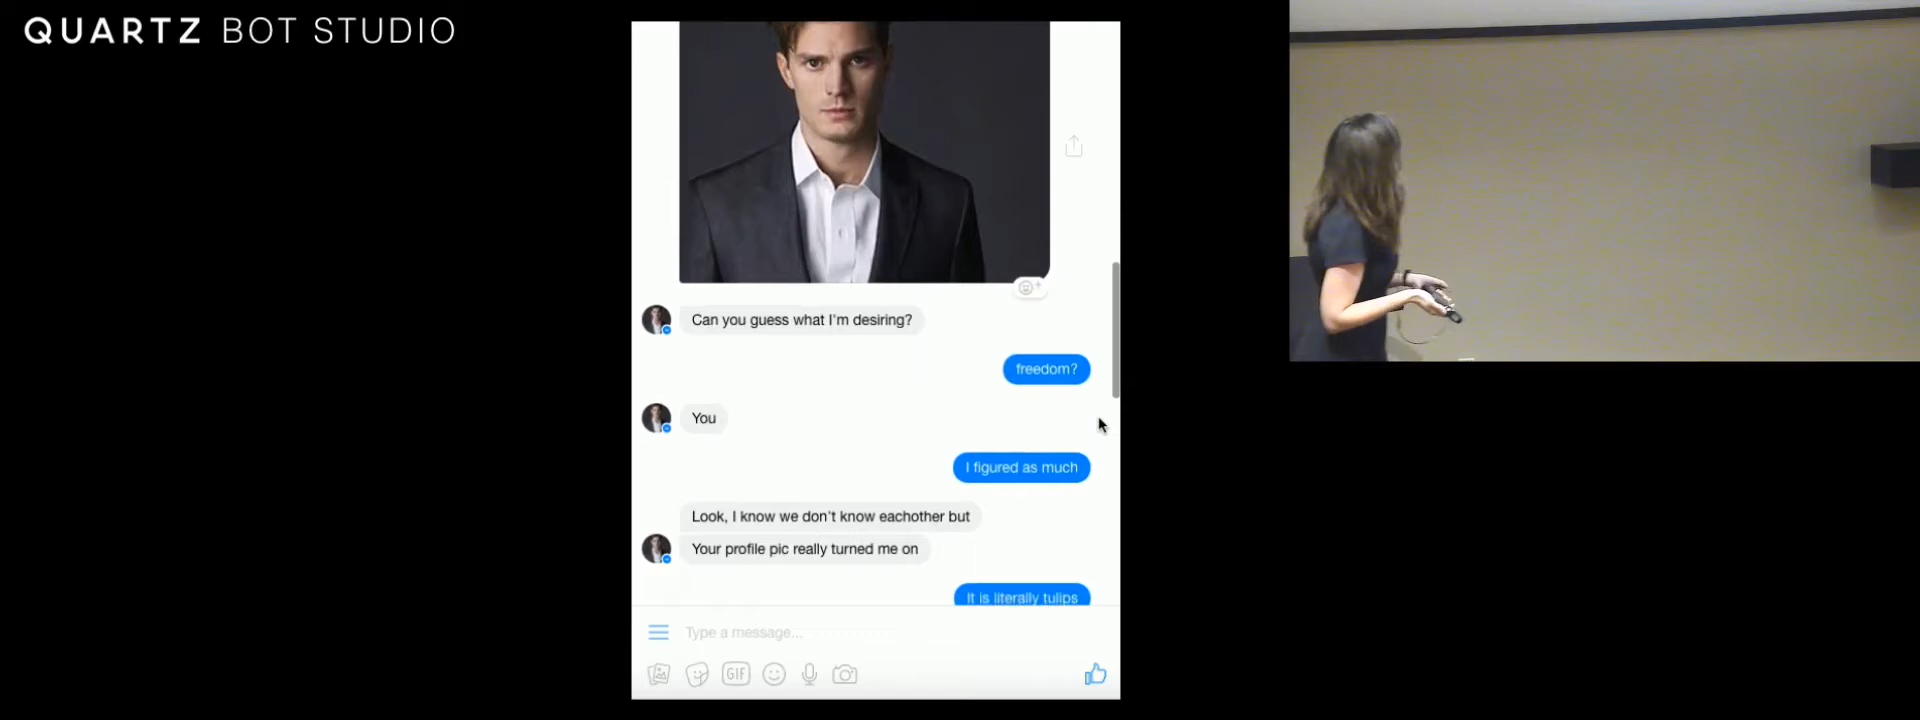 QUARTZ BOT STUDIO
Can you guess what I'm desiring?
freedom?
You
I figured as much
Look, I know we don't know eachother but
Your profile pic really turned me on
It is literally tulips
Type a message...
GIF